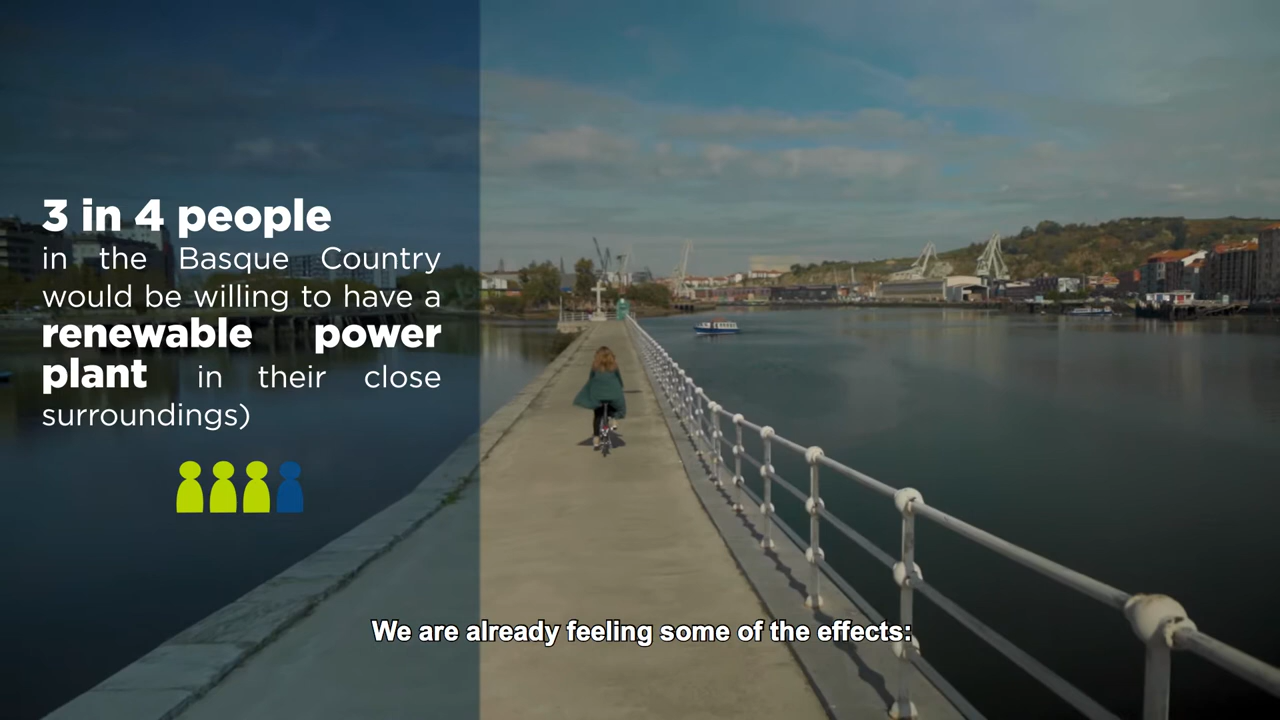 3 in 4 people
in the Basque Country
would be willing to have a
renewable power
plant in their close
surroundings)
We are already feeling some of the effects: